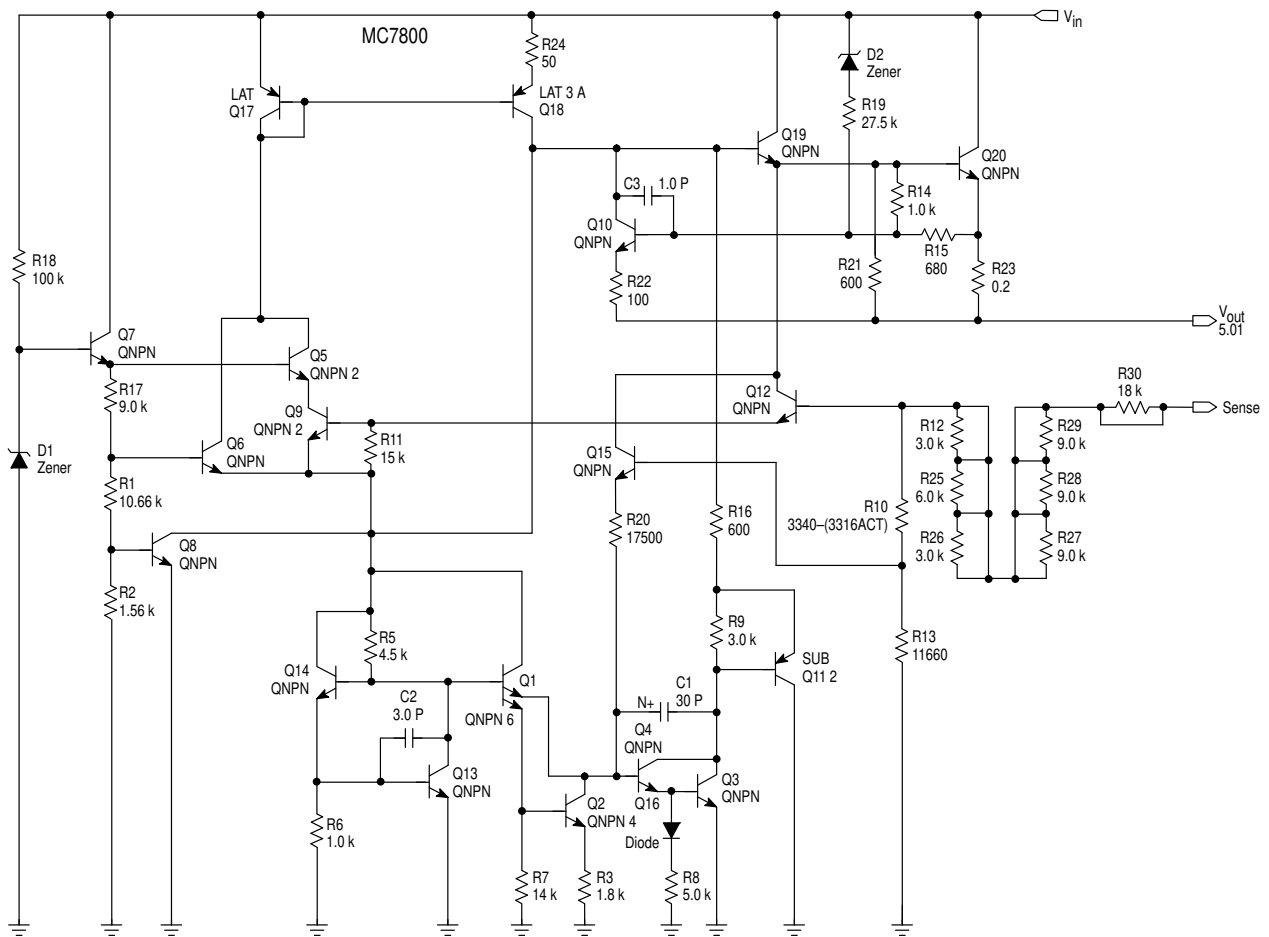 MC7800
Vin
R24
50
D2
Zener
LAT
Q17
LAT 3 A
Q18
R19
27.5 k
Q19
QNPN
Q20
QNPN
C3
1.0 P
R14
1.0 k
Q10
QNPN
R18
100 k
R22
100
R21
600
R15
680
R23
0.2
Vout
5.01
Q7
QNPN
Q5
QNPN 2
R17
9.0 k
Q9
QNPN 2
Q12
QNPN
R30
18 k
Sense
D1
Zener
Q6
QNPN
R11
15 k
R12
3.0 k
R29
9.0 k
Q15
QNPN
R1
10.66 k
R25
6.0 k
R28
9.0 k
R20
17500
R16
600
R10
3340–(3316ACT)
Q8
QNPN
R26
3.0 k
R27
9.0 k
R2
1.56 k
R5
4.5 k
R9
3.0 k
R13
11660
Q14
QNPN
SUB
Q11 2
Q1
QNPN 6
C2
3.0 P
N+
C1
30 P
Q4
QNPN
Q13
QNPN
Q3
QNPN
Q2
QNPN 4
Q16
R6
1.0 k
Diode
R7
14 k
R3
1.8 k
R8
5.0 k